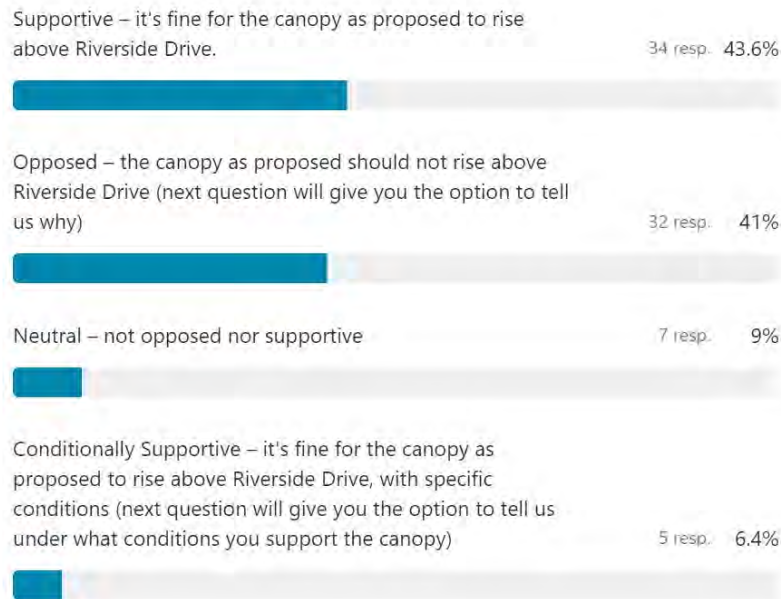 Supportive – it's fine for the canopy as proposed to rise
above Riverside Drive. 34 resp. 43.6%
Opposed – the canopy as proposed should not rise above
Riverside Drive (next question will give you the option to tell
us why) 32 resp. 41%
Neutral – not opposed nor supportive 7 resp. 9%
Conditionally Supportive – it's fine for the canopy as
proposed to rise above Riverside Drive, with specific
conditions (next question will give you the option to tell us
under what conditions you support the canopy) 5 resp. 6.4%